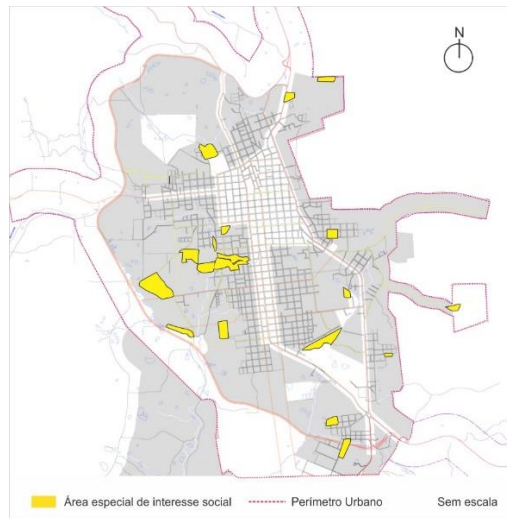 N
Área especial de interesse social
Perímetro Urbano
Sem escala